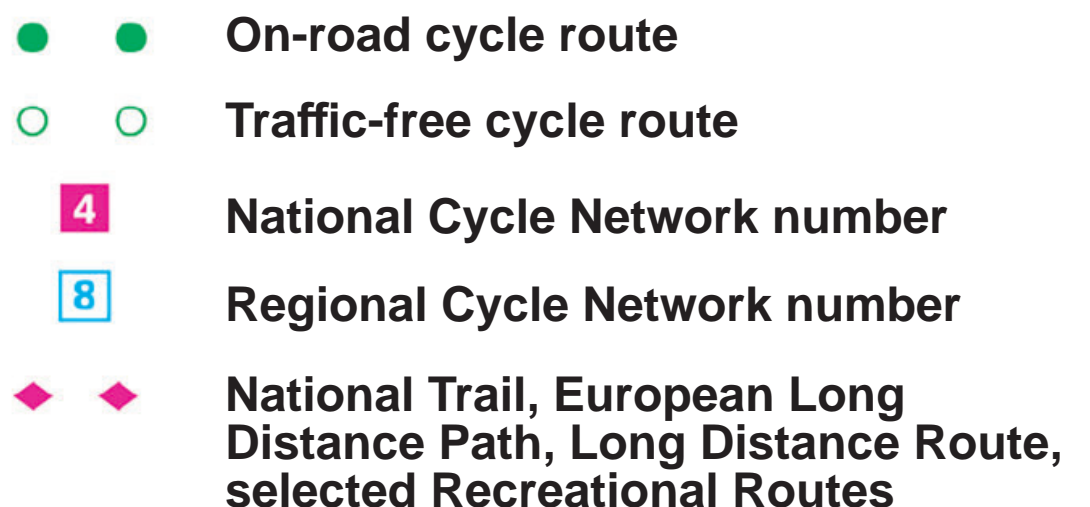 On-road cycle route
Traffic-free cycle route
4 National Cycle Network number
8 Regional Cycle Network number
National Trail, European Long
Distance Path, Long Distance Route,
selected Recreational Routes